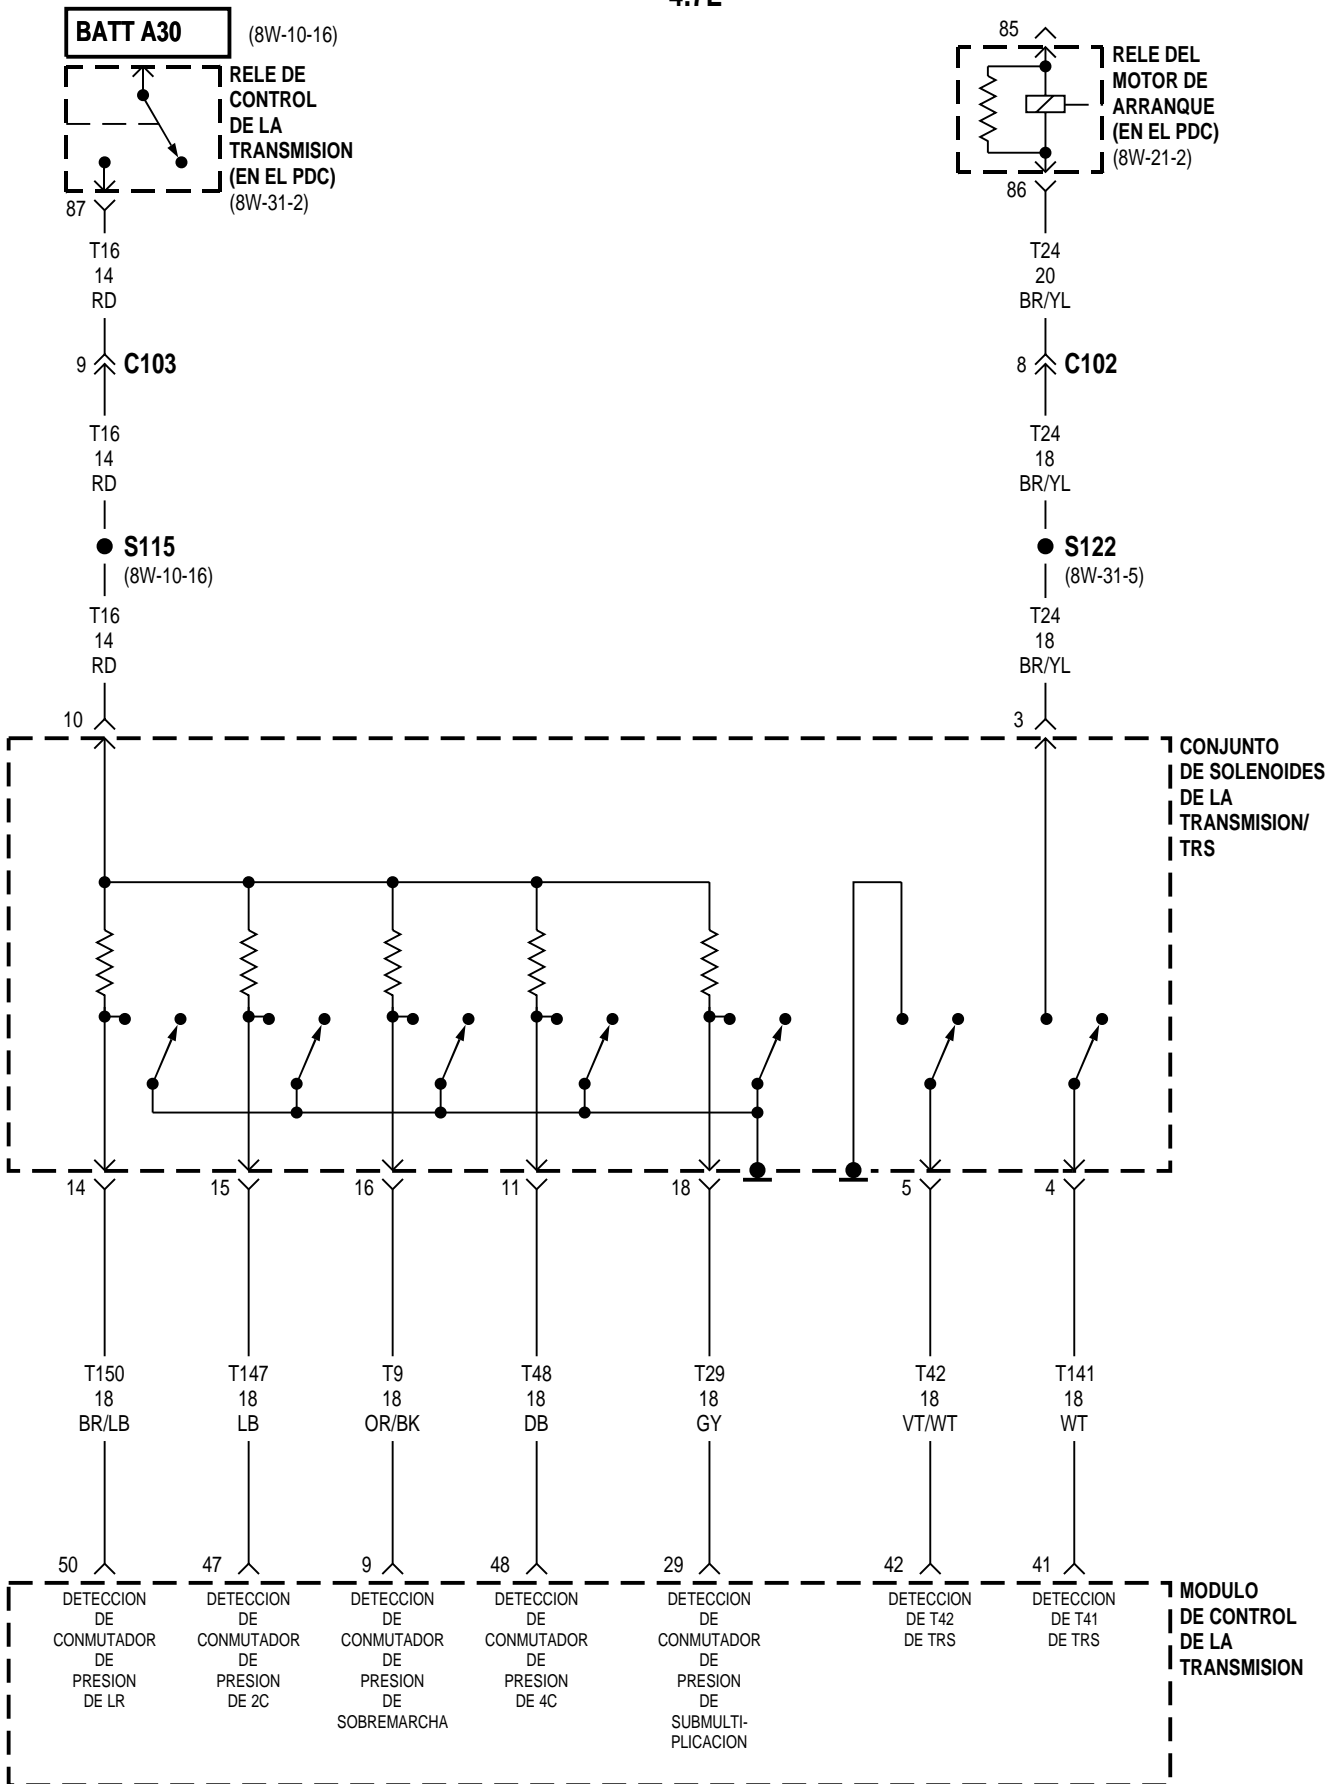 4.7L
BATT A30
(8W-10-16)
RELE DE
CONTROL
DE LA
TRANSMISION
(EN EL PDC)
(8W-31-2)
87
T16
14
RD
9
C103
T16
14
RD
S115
(8W-10-16)
T16
14
RD
10
85
RELE DEL
MOTOR DE
ARRANQUE
(EN EL PDC)
(8W-21-2)
86
T24
20
BR/YL
8
C102
T24
18
BR/YL
S122
(8W-31-5)
T24
18
BR/YL
3
CONJUNTO
DE SOLENOIDES
DE LA
TRANSMISION/
TRS
14
15
16
11
18
5
4
T150
18
BR/LB
T147
18
LB
T9
18
OR/BK
T48
18
DB
T29
18
GY
T42
18
VT/WT
T141
18
WT
50
47
9
48
29
42
41
DETECCION
DE
CONMUTADOR
DE
PRESION
DE LR
DETECCION
DE
CONMUTADOR
DE
PRESION
DE 2C
DETECCION
DE
CONMUTADOR
DE
PRESION
DE
SOBREMARCHA
DETECCION
DE
CONMUTADOR
DE
PRESION
DE 4C
DETECCION
DE
CONMUTADOR
DE
PRESION
DE
SUBMULTI-
PLICACION
DETECCION
DE T42
DE TRS
DETECCION
DE T41
DE TRS
MODULO
DE CONTROL
DE LA
TRANSMISION